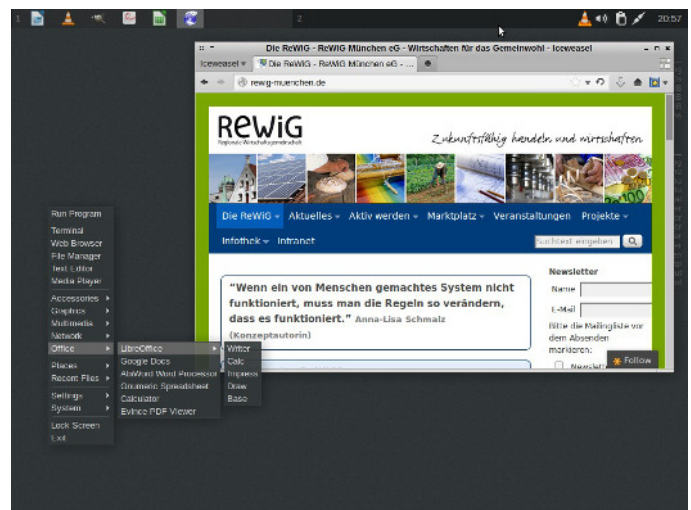 1
2
20:57
Die ReWiG - ReWiG München eG - Wirtschaften für das Gemeinwohl - Iceweasel
Iceweasel
Die ReWiG - ReWiG München eG - ...
rewig-muenchen.de
ReWiG
Regionale Wirtschaftsgemeinschaft
Zukunftsfähig handeln und wirtschaften
Die ReWiG Aktuelles Aktiv werden Marktplatz Veranstaltungen Projekte
Infothek Intranet
Suchtext eingeben
"Wenn ein von Menschen gemachtes System nicht
funktioniert, muss man die Regeln so verändern,
dass es funktioniert." Anna-Lisa Schmalz
(Konzeptautorin)
Newsletter
Name
E-Mail
Bitte die Mailingliste vor
dem Absenden
markieren:
Newslet
Follow
Run Program
Terminal
Web Browser
File Manager
Text Editor
Media Player
Accessories
Graphics
Multimedia
Network
Office
Places
Recent Files
Settings
System
Lock Screen
Exit
LibreOffice
Google Docs
AbiWord Word Processor
Gnumeric Spreadsheet
Calculator
Evince PDF Viewer
Writer
Calc
Impress
Draw
Base